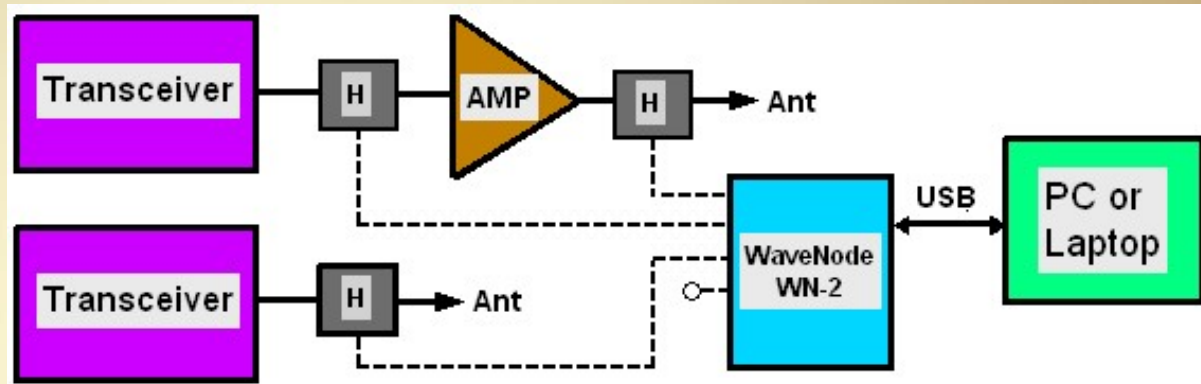 Transceiver
H
AMP
H
Ant
USB
PC or
Laptop
WaveNode
WN-2
Transceiver
H
Ant